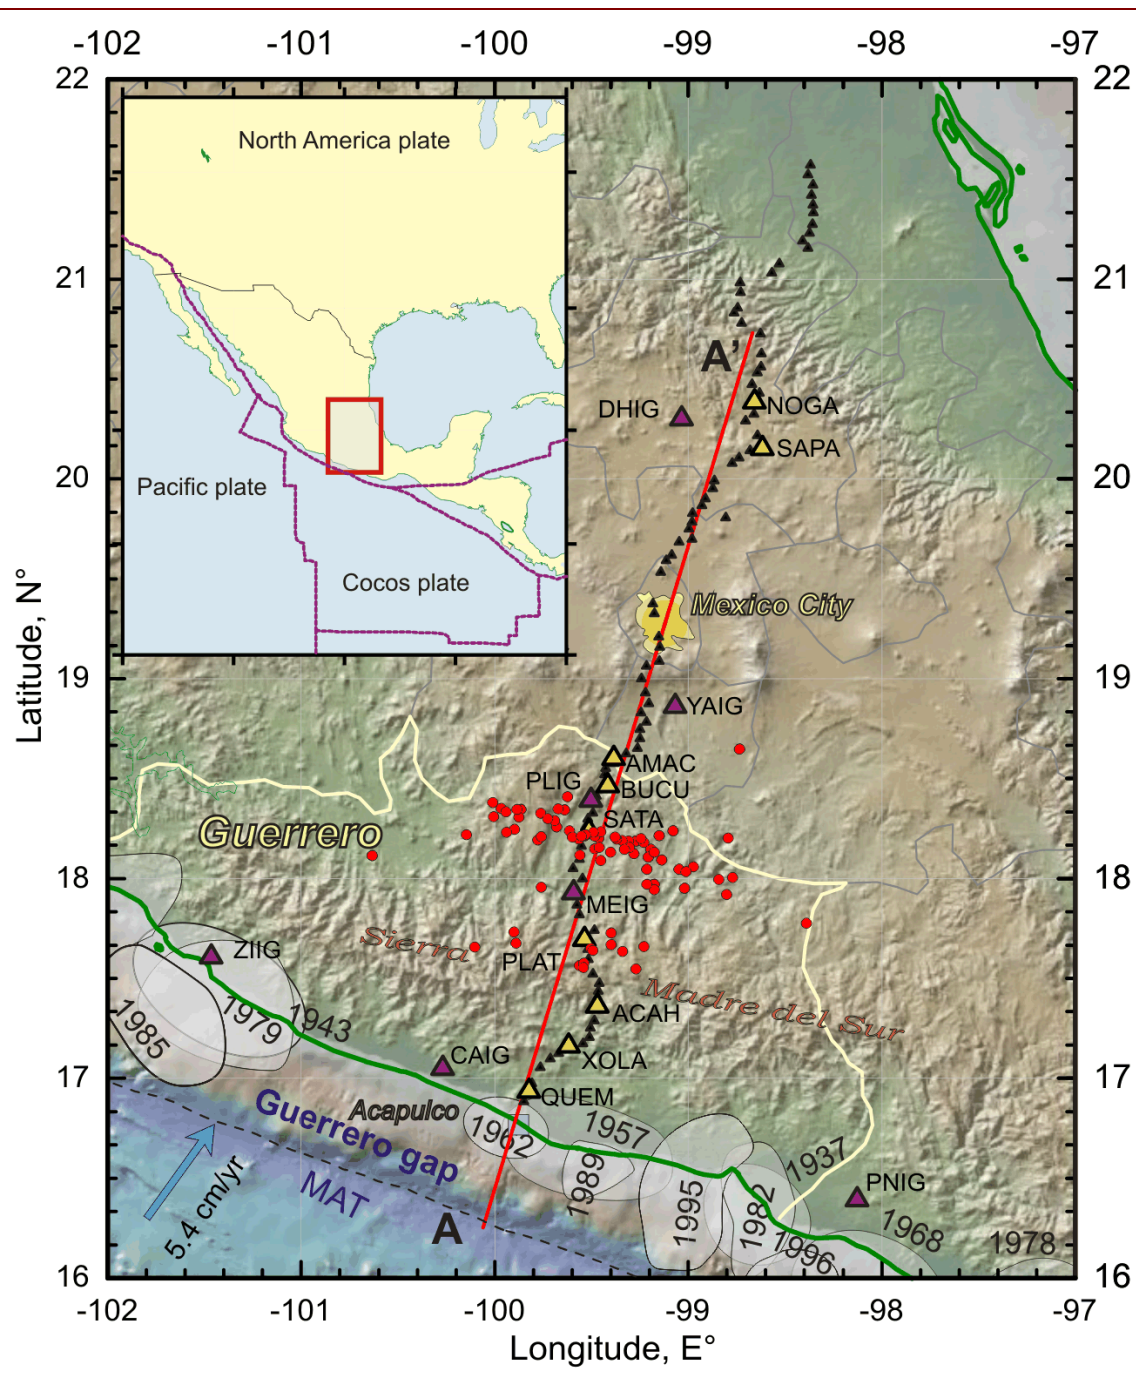 -102 -101 -100 -99 -98 -97
22 22
North America plate
21 21
A'
DHIG
NOGA
SAPA
Pacific plate
20 20
Cocos plate
Mexico City
Latitude, N°
19 19
YAIG
AMAC
PLIG
BUCU
SATA
Guerrero
18 18
MEIG
ZIIG
Sierra
PLAT
Madre del Sur
ACAH
1985
1979
1943
CAIG
XOLA
17 17
QUEM
Guerrero gap
Acapulco
1962
1957
1989
MAT
1995
1982
1937
PNIG
1968
1996
1978
5.4 cm/yr
A
16 16
-102 -101 -100 -99 -98 -97
Longitude, E°